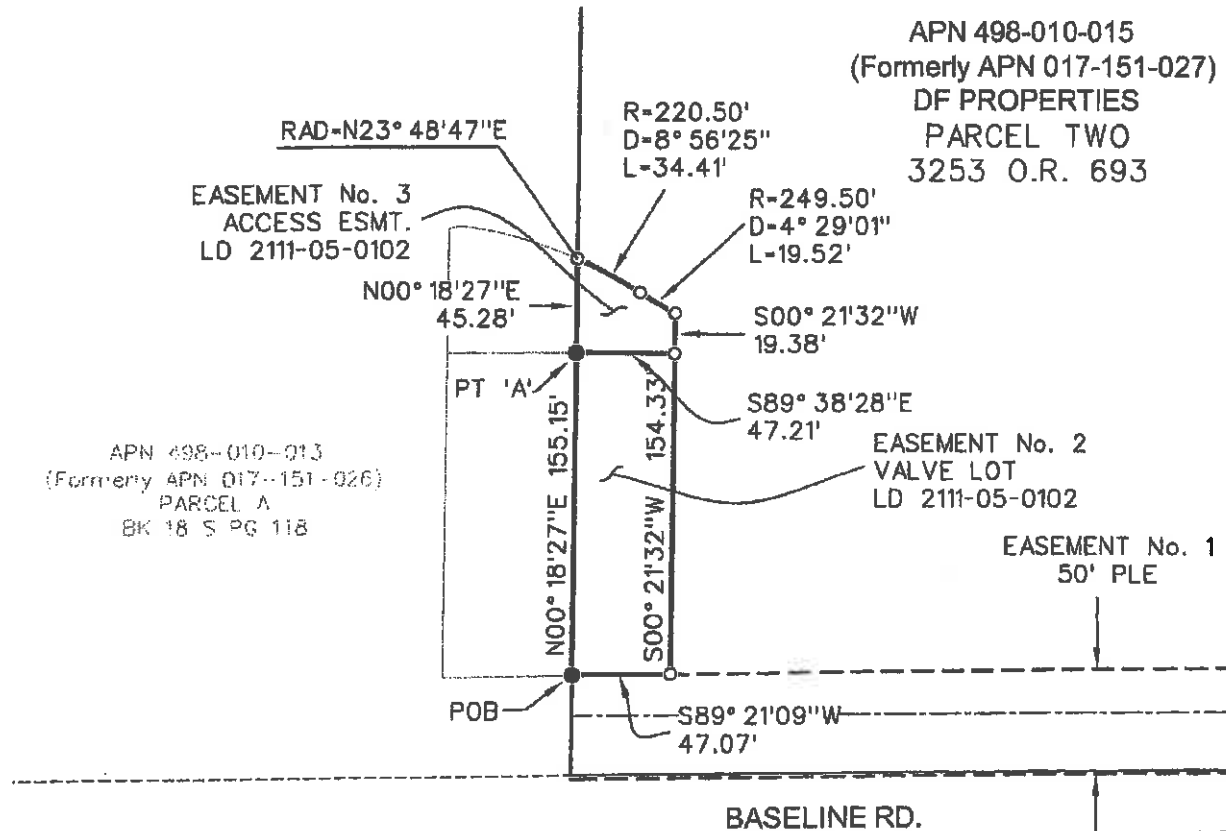 APN 498-010-015
(Formerly APN 017-151-027)
DF PROPERTIES
PARCEL TWO
3253 O.R. 693
RAD=N23°48'47"E
R=220.50'
D=8°56'25"
L=34.41'
EASEMENT No. 3
ACCESS ESMT.
LD 2111-05-0102
R=249.50'
D=4°29'01"
L=19.52'
N00°18'27"E
45.28'
S00°21'32"W
19.38'
PT 'A'
S89°38'28"E
47.21'
N00°18'27"E 155.15'
S00°21'32"W 154.33'
EASEMENT No. 2
VALVE LOT
LD 2111-05-0102
APN 498-010-013
(Formerly APN 017-151-026)
PARCEL A
BK 18 S PG 118
EASEMENT No. 1
50' PLE
POB
S89°21'09"W
47.07'
BASELINE RD.